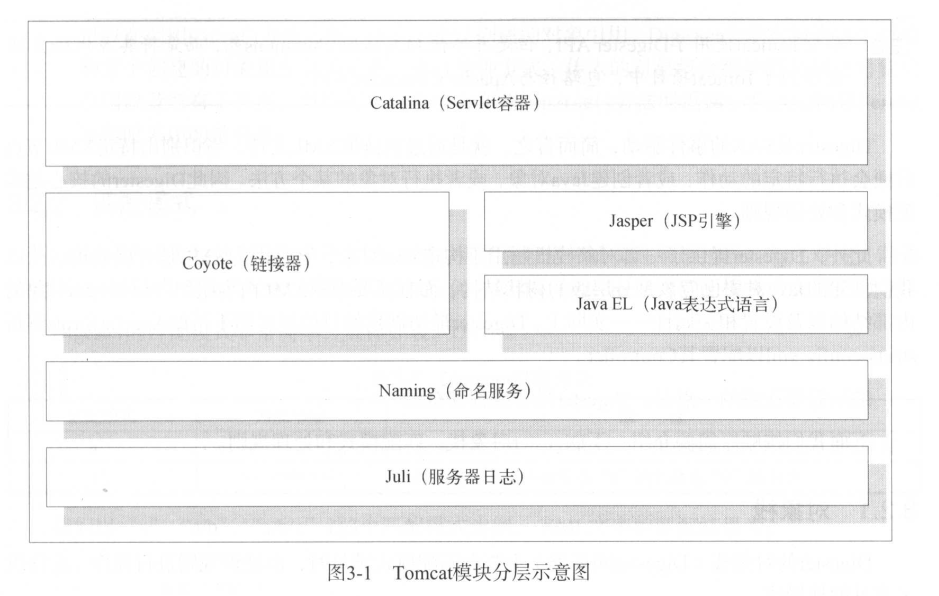 Catalina（Servlet容器）
Coyote（链接器）
Jasper（JSP引擎）
Java EL（Java表达式语言）
Naming（命名服务）
Juli（服务器日志）
图3-1 Tomcat模块分层示意图